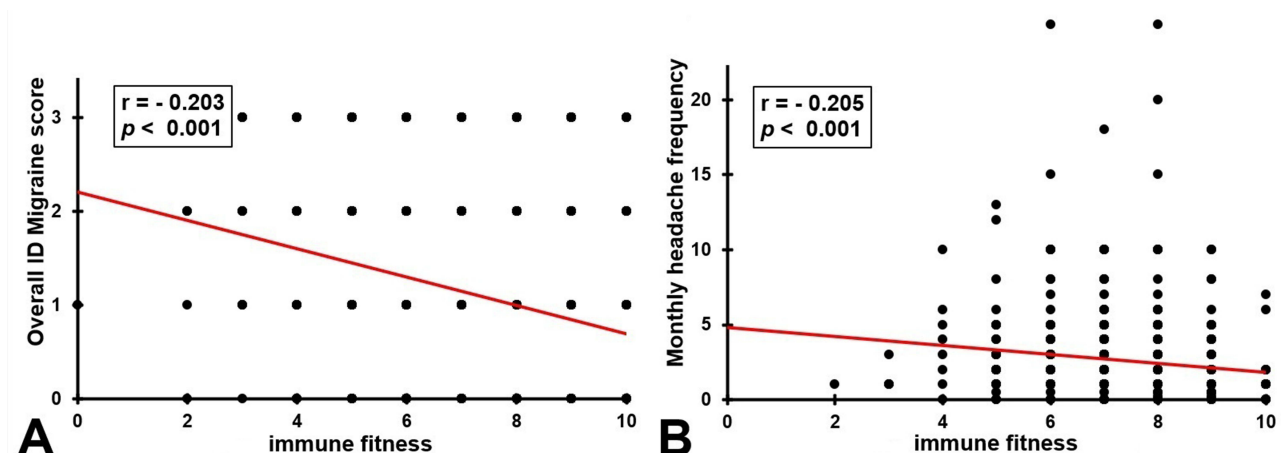 Overall ID Migraine score
3
2
1
0
r = - 0.203
p < 0.001
0 2 4 6 8 10
immune fitness
A
Monthly headache frequency
20
15
10
5
0
r = - 0.205
p < 0.001
0 2 4 6 8 10
immune fitness
B